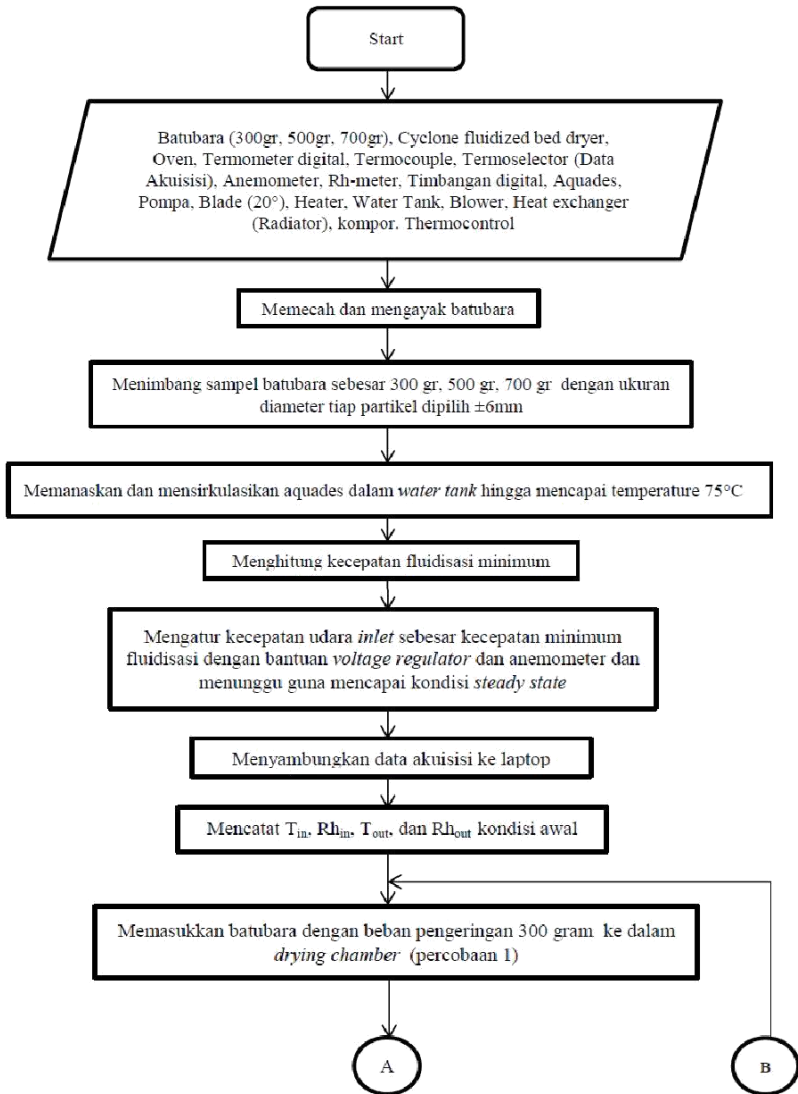 Start
Batubara (300gr, 500gr, 700gr), Cyclone fluidized bed dryer,
Oven, Termometer digital, Termocouple, Termoselector (Data
Akuisisi), Anemometer, Rh-meter, Timbangan digital, Aquades,
Pompa, Blade (20°), Heater, Water Tank, Blower, Heat exchanger
(Radiator), kompor. Thermocontrol
Memecah dan mengayak batubara
Menimbang sampel batubara sebesar 300 gr, 500 gr, 700 gr dengan ukuran
diameter tiap partikel dipilih ±6mm
Memanaskan dan mensirkulasikan aquades dalam water tank hingga mencapai temperature 75°C
Menghitung kecepatan fluidisasi minimum
Mengatur kecepatan udara inlet sebesar kecepatan minimum
fluidisasi dengan bantuan voltage regulator dan anemometer dan
menunggu guna mencapai kondisi steady state
Menyambungkan data akuisisi ke laptop
Mencatat Tin, Rhin, Tout, dan Rhout kondisi awal
Memasukkan batubara dengan beban pengeringan 300 gram ke dalam
drying chamber (percobaan 1)
A
B